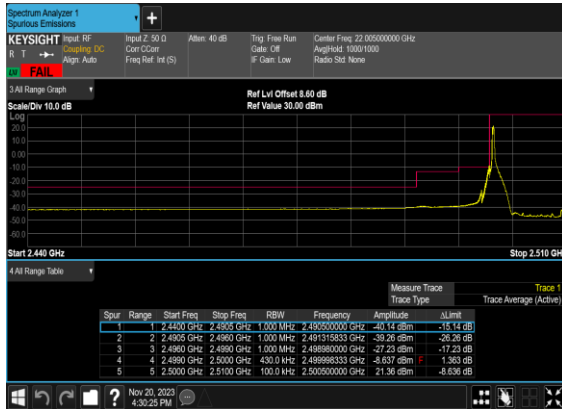 Spectrum Analyzer 1
Spurious Emissions
KEYSIGHT Input: RF Input Z: 50 Ω Atten: 40 dB Trig: Free Run Center Freq: 22.005000000 GHz
R T Coupling: DC Corr CCorr Gate: Off Avg|Hold: 1000/1000
Align: Auto Freq Ref: Int (S) IF Gain: Low Radio Std: None
FAIL
3 All Range Graph
Ref Lvl Offset 8.60 dB
Scale/Div 10.0 dB Ref Value 30.00 dBm
Log
20.0
10.0
0.00
-10.0
-20.0
-30.0
-40.0
-50.0
-60.0
Start 2.440 GHz Stop 2.510 GHz
4 All Range Table
Measure Trace Trace 1
Trace Type Trace Average (Active)
Spur Range Start Freq Stop Freq RBW Frequency Amplitude ΔLimit
1 1 2.4400 GHz 2.4905 GHz 1.000 MHz 2.490500000 GHz -40.14 dBm -15.14 dB
2 2 2.4905 GHz 2.4960 GHz 1.000 MHz 2.491315833 GHz -39.26 dBm -26.26 dB
3 3 2.4960 GHz 2.4990 GHz 1.000 MHz 2.498980000 GHz -27.23 dBm -17.23 dB
4 4 2.4990 GHz 2.5000 GHz 430.0 kHz 2.499998333 GHz -8.637 dBm F 1.363 dB
5 5 2.5000 GHz 2.5100 GHz 100.0 kHz 2.500500000 GHz 21.36 dBm -8.636 dB
Nov 20, 2023
4:30:25 PM